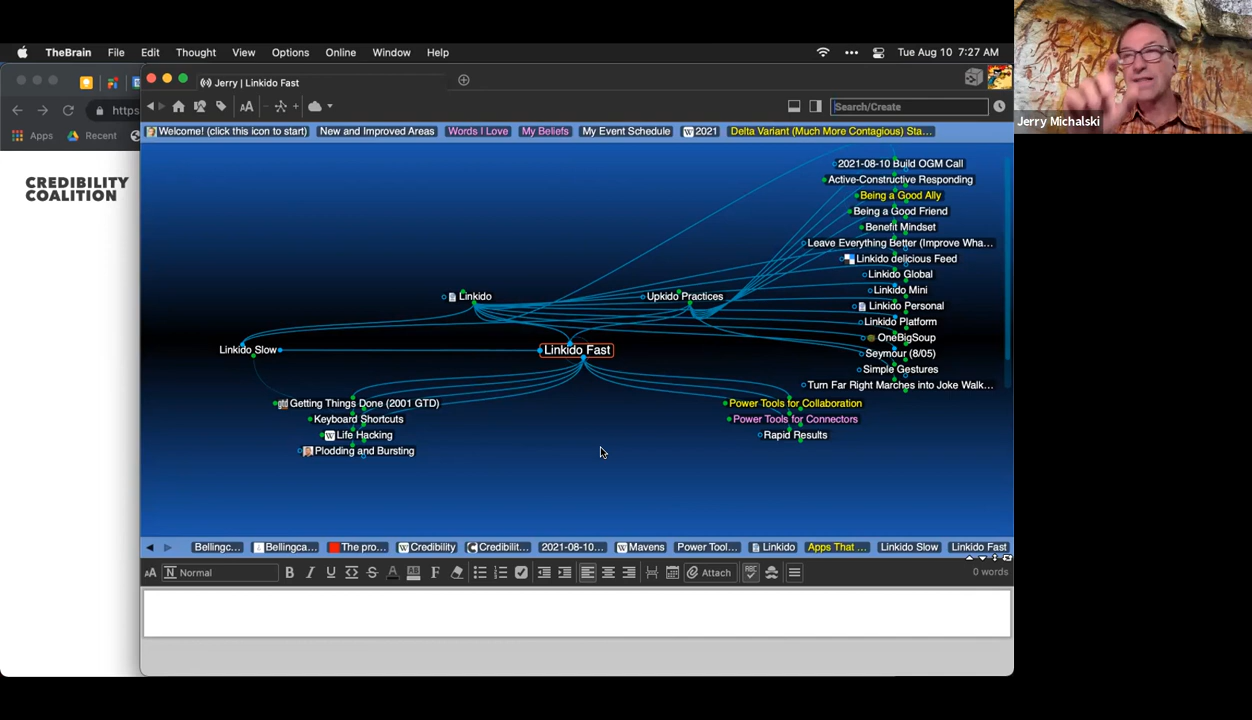 TheBrain File Edit Thought View Options Online Window Help
Tue Aug 10 7:27 AM
Jerry | Linkido Fast
https
Search/Create
Apps Recent
Welcome! (click this icon to start) New and Improved Areas Words I Love My Beliefs My Event Schedule 2021 Delta Variant (Much More Contagious) Sta...
Jerry Michalski
CREDIBILITY
COALITION
2021-08-10 Build OGM Call
Active-Constructive Responding
Being a Good Ally
Being a Good Friend
Benefit Mindset
Leave Everything Better (Improve Wha...
Linkido delicious Feed
Linkido Global
Linkido Mini
Linkido Personal
Linkido Platform
OneBigSoup
Seymour (8/05)
Simple Gestures
Turn Far Right Marches into Joke Walk...
Linkido
Upkido Practices
Linkido Slow
Linkido Fast
Getting Things Done (2001 GTD)
Keyboard Shortcuts
Life Hacking
Plodding and Bursting
Power Tools for Collaboration
Power Tools for Connectors
Rapid Results
Bellingc... Bellingca... The pro... Credibility Credibilit... 2021-08-10... Mavens Power Tool... Linkido Apps That ... Linkido Slow Linkido Fast
Normal
Attach
0 words